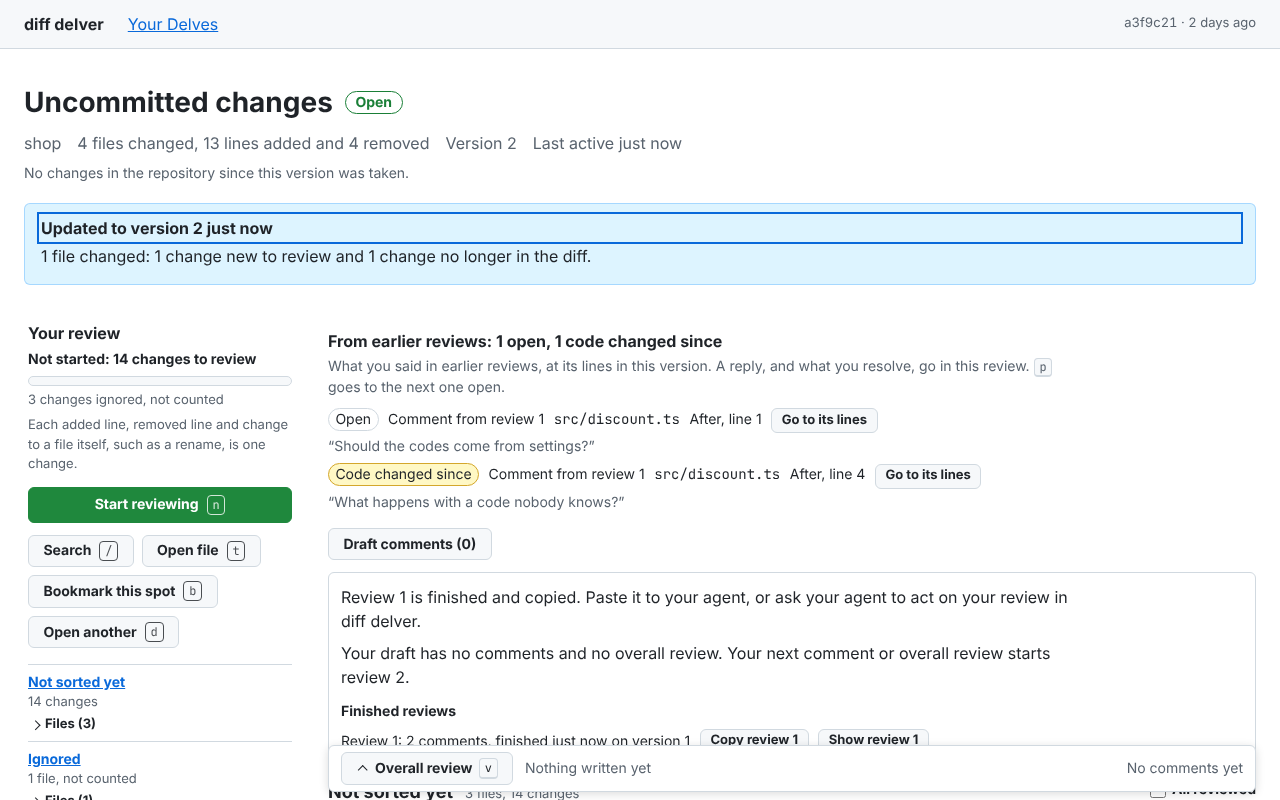 diff delver Your Delves a3f9c21 · 2 days ago
Uncommitted changes Open
shop 4 files changed, 13 lines added and 4 removed Version 2 Last active just now
No changes in the repository since this version was taken.
Updated to version 2 just now
1 file changed: 1 change new to review and 1 change no longer in the diff.
Your review
Not started: 14 changes to review
3 changes ignored, not counted
Each added line, removed line and change
to a file itself, such as a rename, is one
change.
Start reviewing n
Search / Open file t
Bookmark this spot b
Open another d
Not sorted yet
14 changes
Files (3)
Ignored
1 file, not counted
Files (1)
From earlier reviews: 1 open, 1 code changed since
What you said in earlier reviews, at its lines in this version. A reply, and what you resolve, go in this review. p
goes to the next one open.
Open Comment from review 1 src/discount.ts After, line 1 Go to its lines
“Should the codes come from settings?”
Code changed since Comment from review 1 src/discount.ts After, line 4 Go to its lines
“What happens with a code nobody knows?”
Draft comments (0)
Review 1 is finished and copied. Paste it to your agent, or ask your agent to act on your review in
diff delver.
Your draft has no comments and no overall review. Your next comment or overall review starts
review 2.
Finished reviews
Review 1: 2 comments, finished just now on version 1 Copy review 1 Show review 1
Overall review v Nothing written yet No comments yet
Not sorted yet 3 files, 14 changes All reviewed